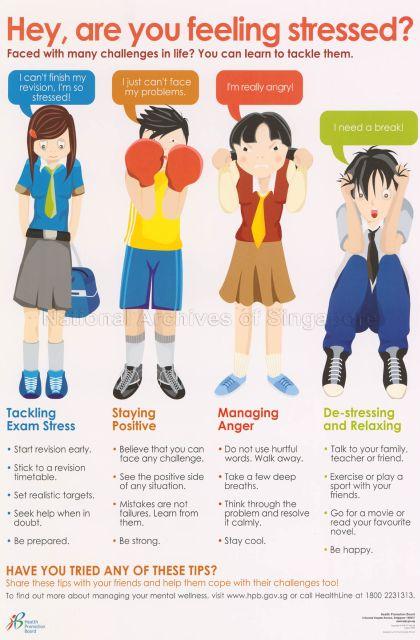 Hey, are you feeling stressed?
Faced with many challenges in life? You can learn to tackle them.
I can't finish my
revision, I'm so
stressed!
I just can't face
my problems.
I'm really angry!
I need a break!
National Archives of Singapore
Tackling
Exam Stress
• Start revision early.
• Stick to a revision
timetable.
• Set realistic targets.
• Seek help when in
doubt.
• Be prepared.
Staying
Positive
• Believe that you can
face any challenge.
• See the positive side
of any situation.
• Mistakes are not
failures. Learn from
them.
• Be strong.
Managing
Anger
• Do not use hurtful
words. Walk away.
• Take a few deep
breaths.
• Think through the
problem and resolve
it calmly.
• Stay cool.
De-stressing
and Relaxing
• Talk to your family,
teacher or friend.
• Exercise or play a
sport with your
friends.
• Go for a movie or
read your favourite
novel.
• Be happy.
HAVE YOU TRIED ANY OF THESE TIPS?
Share these tips with your friends and help them cope with their challenges too!
To find out more about managing your mental wellness, visit www.hpb.gov.sg or call HealthLine at 1800 2231313.
Health
Promotion
Board
Health Promotion Board